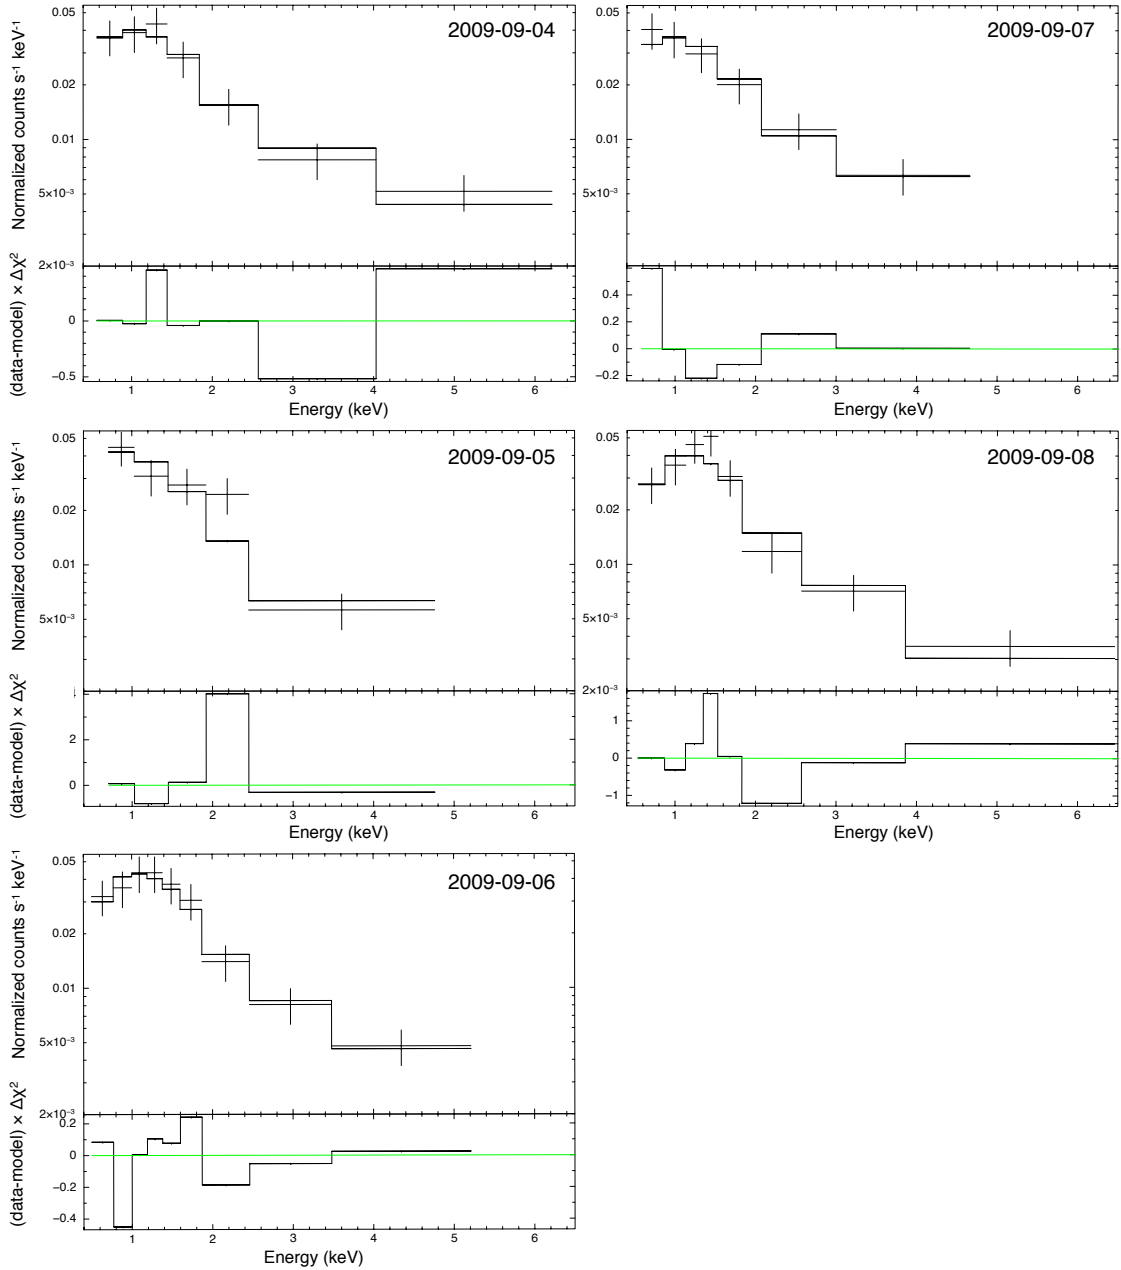 Normalized counts s⁻¹ keV⁻¹
0.05
0.02
0.01
5×10⁻³
2×10⁻³
2009-09-04
(data-model) × Δχ²
0
−0.5
1 2 3 4 5 6
Energy (keV)
0.05
0.02
0.01
5×10⁻³
2009-09-07
0.4
0.2
0
−0.2
1 2 3 4 5 6
Energy (keV)
Normalized counts s⁻¹ keV⁻¹
0.05
0.02
0.01
5×10⁻³
2009-09-05
(data-model) × Δχ²
2
0
1 2 3 4 5 6
Energy (keV)
0.05
0.02
0.01
5×10⁻³
2×10⁻³
2009-09-08
1
0
−1
1 2 3 4 5 6
Energy (keV)
Normalized counts s⁻¹ keV⁻¹
0.05
0.02
0.01
5×10⁻³
2×10⁻³
2009-09-06
(data-model) × Δχ²
0.2
0
−0.2
−0.4
1 2 3 4 5 6
Energy (keV)